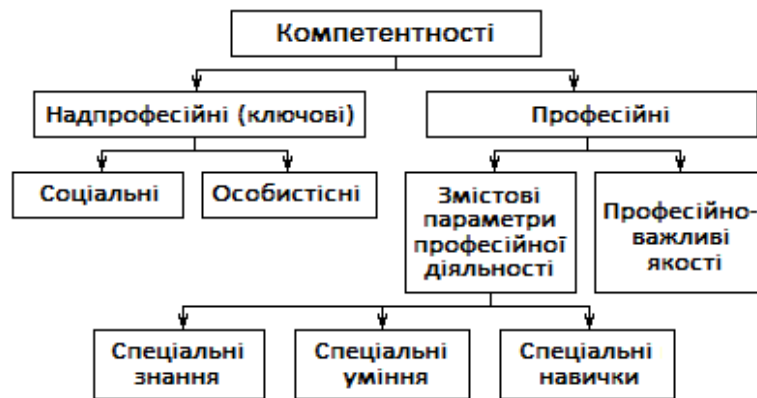 Компетентності
Надпрофесійні (ключові)
Професійні
Соціальні
Особистісні
Змістові
параметри
професійної
діяльності
Професійно-
важливі
якості
Спеціальні
знання
Спеціальні
уміння
Спеціальні
навички